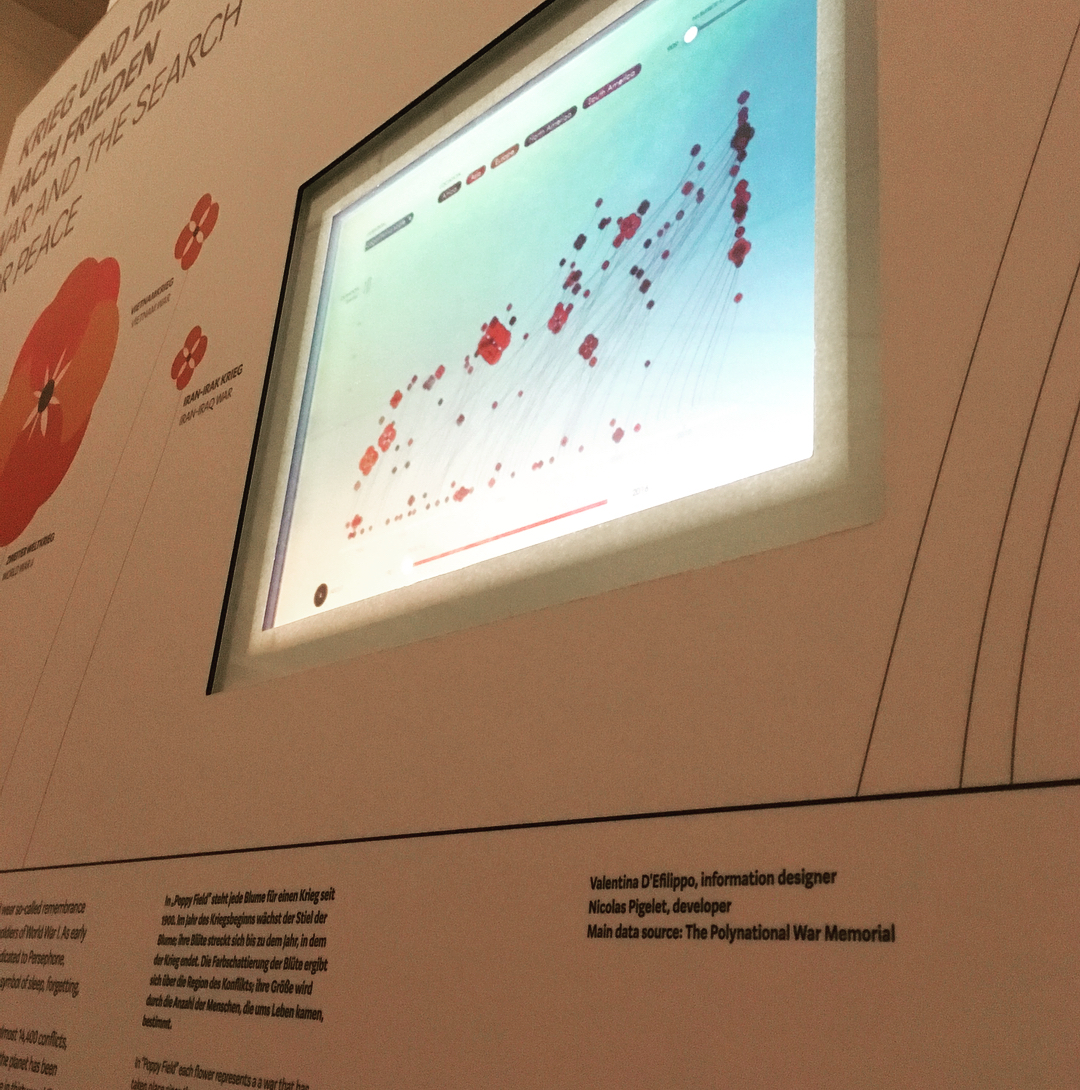 KRIEG UND DIE
NACH FRIEDEN
WAR AND THE SEARCH
OR PEACE
VIETNAMKRIEG
VIETNAM WAR
IRAN-IRAK KRIEG
IRAN-IRAQ WAR
ZWEITER WELTKRIEG
WORLD WAR II
Africa
Asia
Europe
North America
South America
2014
wear so-called remembrance
soldiers of World War I. As early
dicated to Persephone,
symbol of sleep, forgetting,
almost 14,400 conflicts,
the planet has been
In „Poppy Field“ steht jede Blume für einen Krieg seit
1900. Im Jahr des Kriegsbeginns wächst der Stiel der
Blume; ihre Blüte streckt sich bis zu dem Jahr, in dem
der Krieg endet. Die Farbschattierung der Blüte ergibt
sich über die Region des Konflikts; ihre Größe wird
durch die Anzahl der Menschen, die ums Leben kamen,
bestimmt.
In "Poppy Field" each flower represents a a war that has
Valentina D'Efilippo, information designer
Nicolas Pigelet, developer
Main data source: The Polynational War Memorial